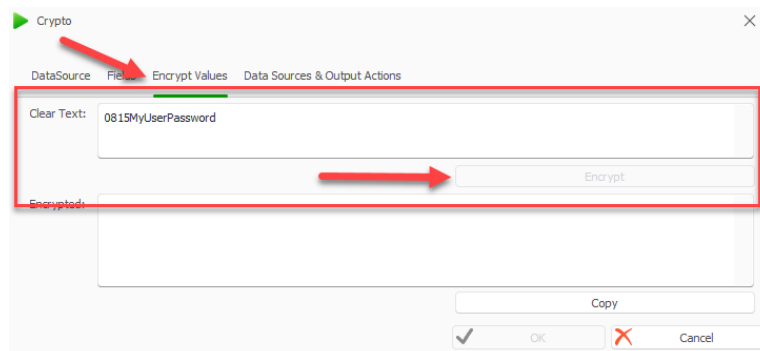 Crypto
DataSource Fields Encrypt Values Data Sources & Output Actions
Clear Text: 0815MyUserPassword
Encrypt
Encrypted:
Copy
OK Cancel